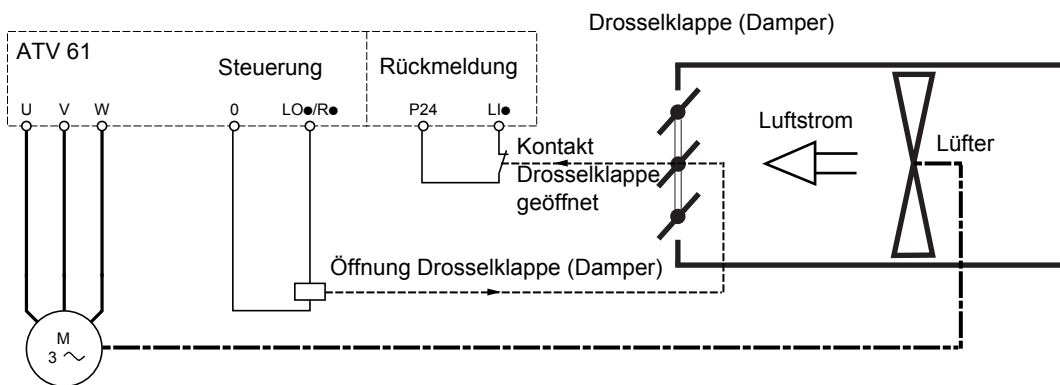 Drosselklappe (Damper)
ATV 61
Steuerung
Rückmeldung
U
V
W
0
LO●/R●
P24
LI●
Kontakt
Drosselklappe
geöffnet
Luftstrom
Lüfter
Öffnung Drosselklappe (Damper)
M
3 ~